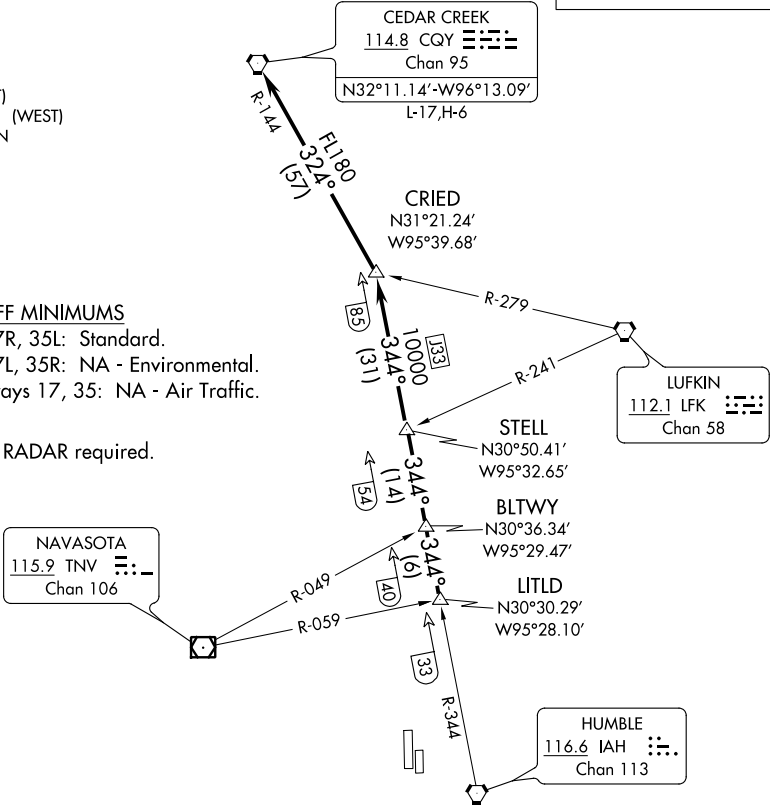 CEDAR CREEK
114.8 CQY
Chan 95
N32°11.14'-W96°13.09'
L-17,H-6
T)
(WEST)
N
R-144
FL180
324°
(57)
CRIED
N31°21.24'
W95°39.68'
85
R-279
FF MINIMUMS
7R, 35L: Standard.
7L, 35R: NA - Environmental.
ays 17, 35: NA - Air Traffic.
RADAR required.
10000
344°
(31)
J33
R-241
LUFKIN
112.1 LFK
Chan 58
STELL
N30°50.41'
W95°32.65'
344°
(14)
54
BLTWY
N30°36.34'
W95°29.47'
344°
(6)
40
NAVASOTA
115.9 TNV
Chan 106
R-049
R-059
LITLD
N30°30.29'
W95°28.10'
33
R-344
HUMBLE
116.6 IAH
Chan 113